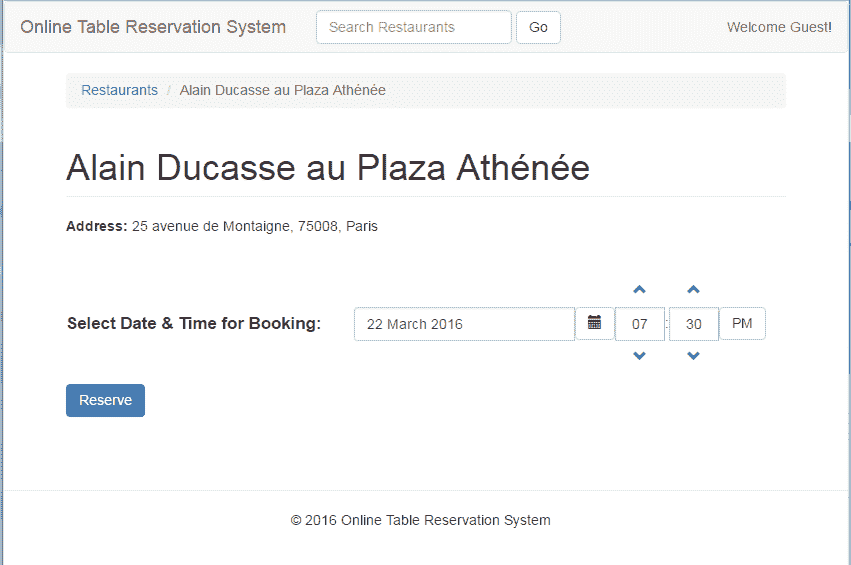 Online Table Reservation System Search Restaurants Go Welcome Guest!
Restaurants / Alain Ducasse au Plaza Athénée
Alain Ducasse au Plaza Athénée
Address: 25 avenue de Montaigne, 75008, Paris
Select Date & Time for Booking: 22 March 2016 07 : 30 PM
Reserve
© 2016 Online Table Reservation System